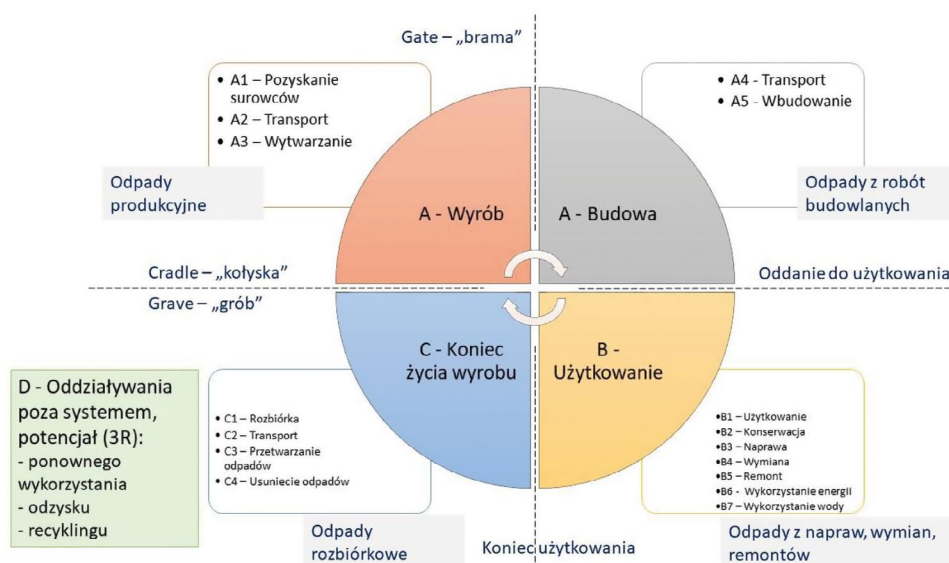 Gate – „brama”
• A1 – Pozyskanie
surowców
• A2 – Transport
• A3 – Wytwarzanie
Odpady
produkcyjne
A - Wyrób
A - Budowa
• A4 - Transport
• A5 – Wbudowanie
Odpady z robót
budowlanych
Cradle – „kołyska”
Oddanie do użytkowania
Grave – „grób”
D - Oddziaływania
poza systemem,
potencjał (3R):
- ponownego
wykorzystania
- odzysku
- recyklingu
C - Koniec
życia wyrobu
B -
Użytkowanie
• C1 – Rozbiórka
• C2 – Transport
• C3 – Przetwarzanie
odpadów
• C4 – Usuniecie odpadów
•B1 – Użytkowanie
•B2 – Konserwacja
•B3 – Naprawa
•B4 – Wymiana
•B5 – Remont
•B6 - Wykorzystanie energii
•B7 – Wykorzystanie wody
Odpady
rozbiórkowe
Koniec użytkowania
Odpady z napraw, wymian,
remontów